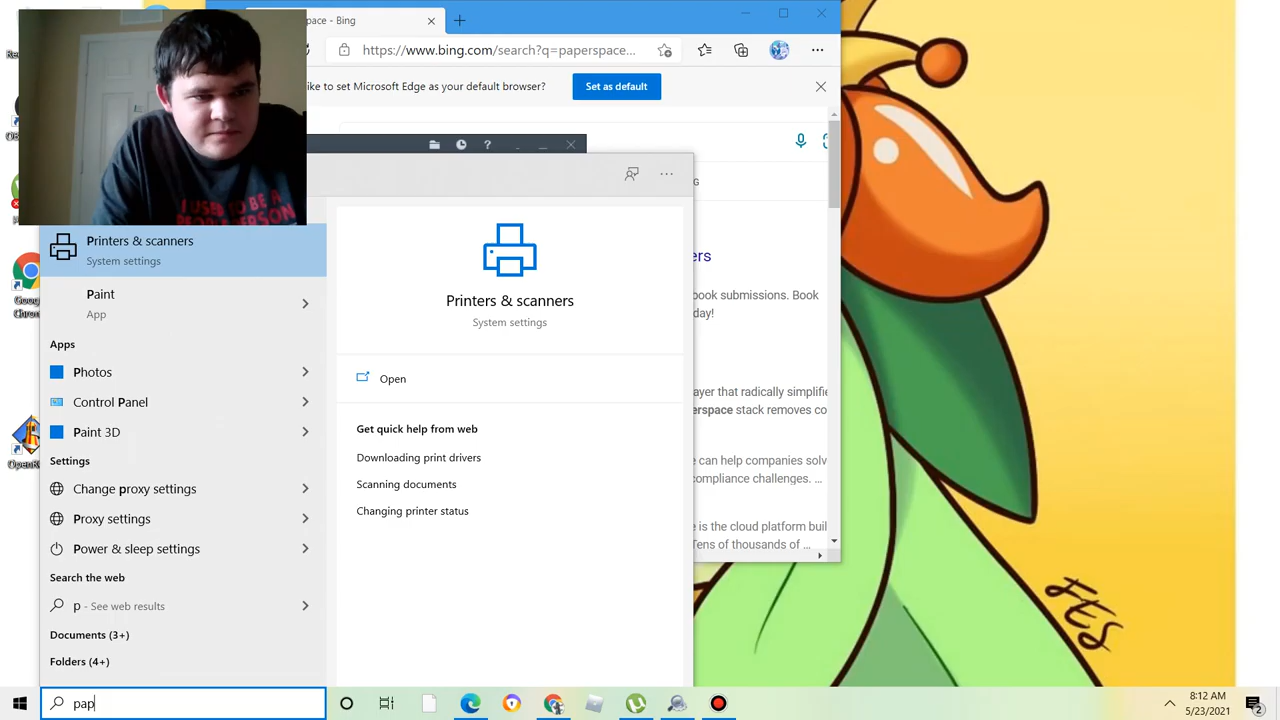 pace - Bing
https://www.bing.com/search?q=paperspace...
ike to set Microsoft Edge as your default browser?
Set as default
I USED TO BE A
PEOPLE PERSON
G
Printers & scanners
System settings
ers
Paint
App
book submissions. Book
day!
Printers & scanners
System settings
Apps
Photos
Control Panel
Paint 3D
Open
ayer that radically simplifie
erspace stack removes co
Get quick help from web
Downloading print drivers
Scanning documents
Changing printer status
Settings
Change proxy settings
Proxy settings
Power & sleep settings
e can help companies solv
compliance challenges. ...
e is the cloud platform buil
Tens of thousands of ...
Search the web
p - See web results
Documents (3+)
Folders (4+)
FES
pap
8:12 AM
5/23/2021
2